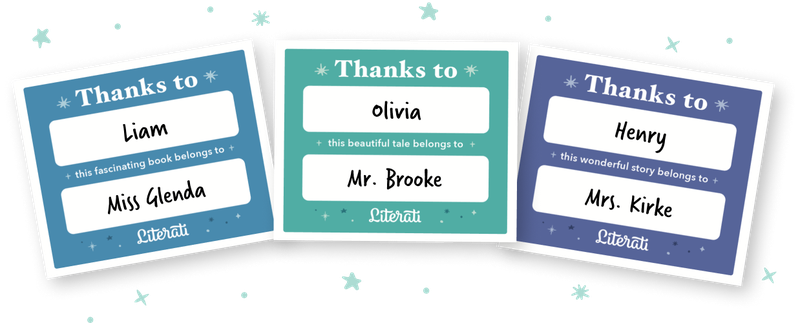 Thanks to
Liam
this fascinating book belongs to
Miss Glenda
Literati
Thanks to
Olivia
this beautiful tale belongs to
Mr. Brooke
Literati
Thanks to
Henry
this wonderful story belongs to
Mrs. Kirke
Literati